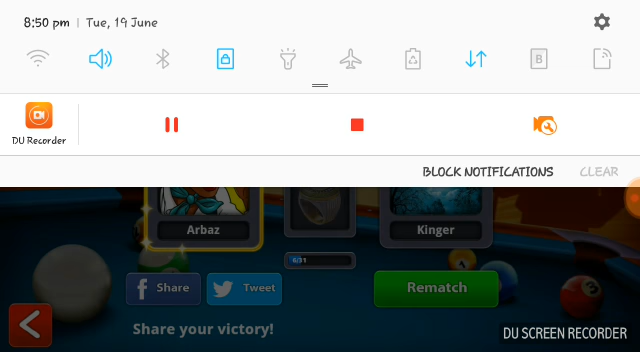 8:50 pm | Tue, 19 June
B
DU Recorder
BLOCK NOTIFICATIONS CLEAR
Arbaz
Kinger
Share
Tweet
Rematch
Share your victory!
DU SCREEN RECORDER